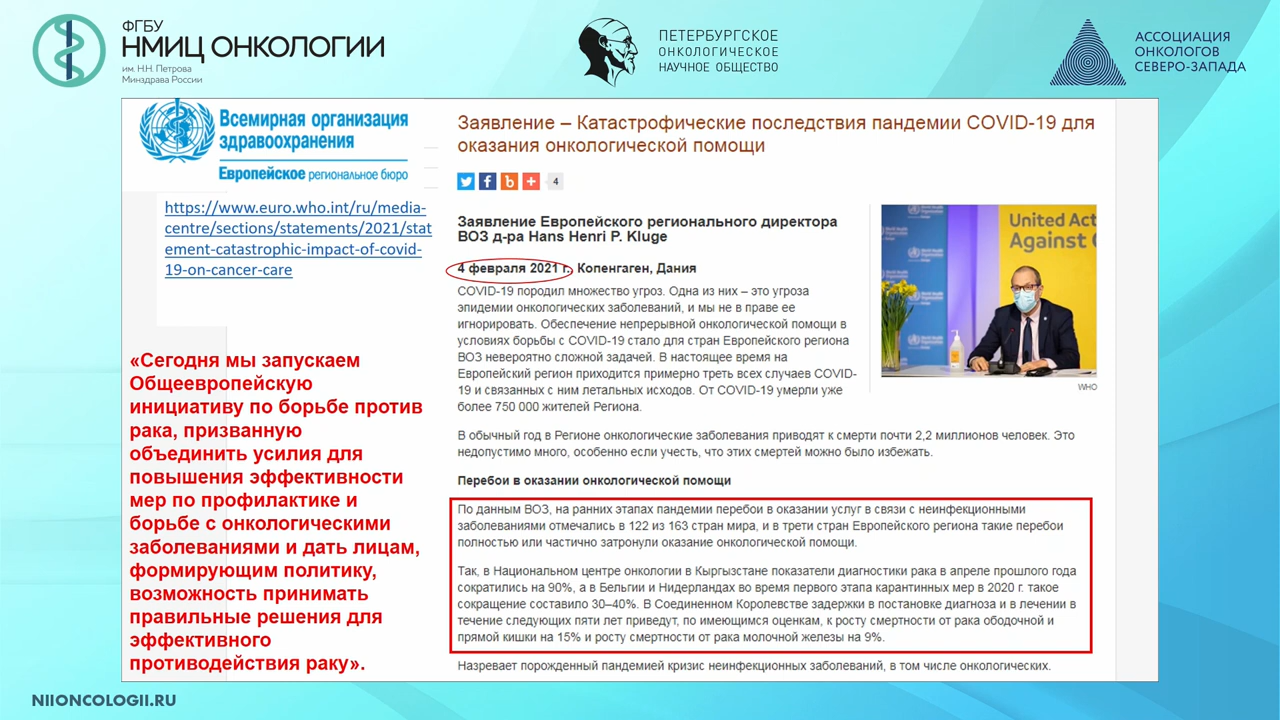 ФГБУ
НМИЦ ОНКОЛОГИИ
им. Н.Н. Петрова
Минздрава России
ПЕТЕРБУРГСКОЕ
ОНКОЛОГИЧЕСКОЕ
НАУЧНОЕ ОБЩЕСТВО
АССОЦИАЦИЯ
ОНКОЛОГОВ
СЕВЕРО-ЗАПАДА
Всемирная организация
здравоохранения
Европейское региональное бюро
https://www.euro.who.int/ru/media-
centre/sections/statements/2021/stat
ement-catastrophic-impact-of-covid-
19-on-cancer-care
«Сегодня мы запускаем
Общеевропейскую
инициативу по борьбе против
рака, призванную
объединить усилия для
повышения эффективности
мер по профилактике и
борьбе с онкологическими
заболеваниями и дать лицам,
формирующим политику,
возможность принимать
правильные решения для
эффективного
противодействия раку».
Заявление – Катастрофические последствия пандемии COVID-19 для
оказания онкологической помощи
4
Заявление Европейского регионального директора
ВОЗ д-ра Hans Henri P. Kluge
4 февраля 2021 г., Копенгаген, Дания
COVID-19 породил множество угроз. Одна из них – это угроза
эпидемии онкологических заболеваний, и мы не в праве ее
игнорировать. Обеспечение непрерывной онкологической помощи в
условиях борьбы с COVID-19 стало для стран Европейского региона
ВОЗ невероятно сложной задачей. В настоящее время на
Европейский регион приходится примерно треть всех случаев COVID-
19 и связанных с ним летальных исходов. От COVID-19 умерли уже
более 750 000 жителей Региона.
United Act
Against C
WHO
В обычный год в Регионе онкологические заболевания приводят к смерти почти 2,2 миллионов человек. Это
недопустимо много, особенно если учесть, что этих смертей можно было избежать.
Перебои в оказании онкологической помощи
По данным ВОЗ, на ранних этапах пандемии перебои в оказании услуг в связи с неинфекционными
заболеваниями отмечались в 122 из 163 стран мира, и в трети стран Европейского региона такие перебои
полностью или частично затронули оказание онкологической помощи.
Так, в Национальном центре онкологии в Кыргызстане показатели диагностики рака в апреле прошлого года
сократились на 90%, а в Бельгии и Нидерландах во время первого этапа карантинных мер в 2020 г. такое
сокращение составило 30–40%. В Соединенном Королевстве задержки в постановке диагноза и в лечении в
течение следующих пяти лет приведут, по имеющимся оценкам, к росту смертности от рака ободочной и
прямой кишки на 15% и росту смертности от рака молочной железы на 9%.
Назревает порожденный пандемией кризис неинфекционных заболеваний, в том числе онкологических.
NIIONCOLOGII.RU